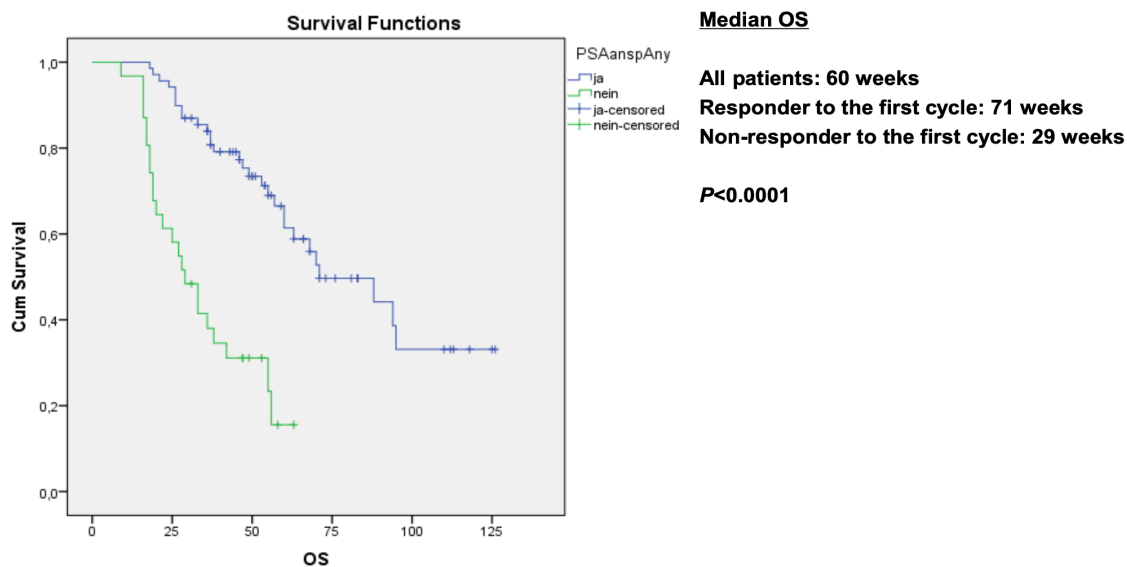 Survival Functions
PSAanspAny
ja
nein
ja-censored
nein-censored
1,0
0,8
0,6
0,4
0,2
0,0
Cum Survival
0 25 50 75 100 125
OS
Median OS
All patients: 60 weeks
Responder to the first cycle: 71 weeks
Non-responder to the first cycle: 29 weeks
P<0.0001